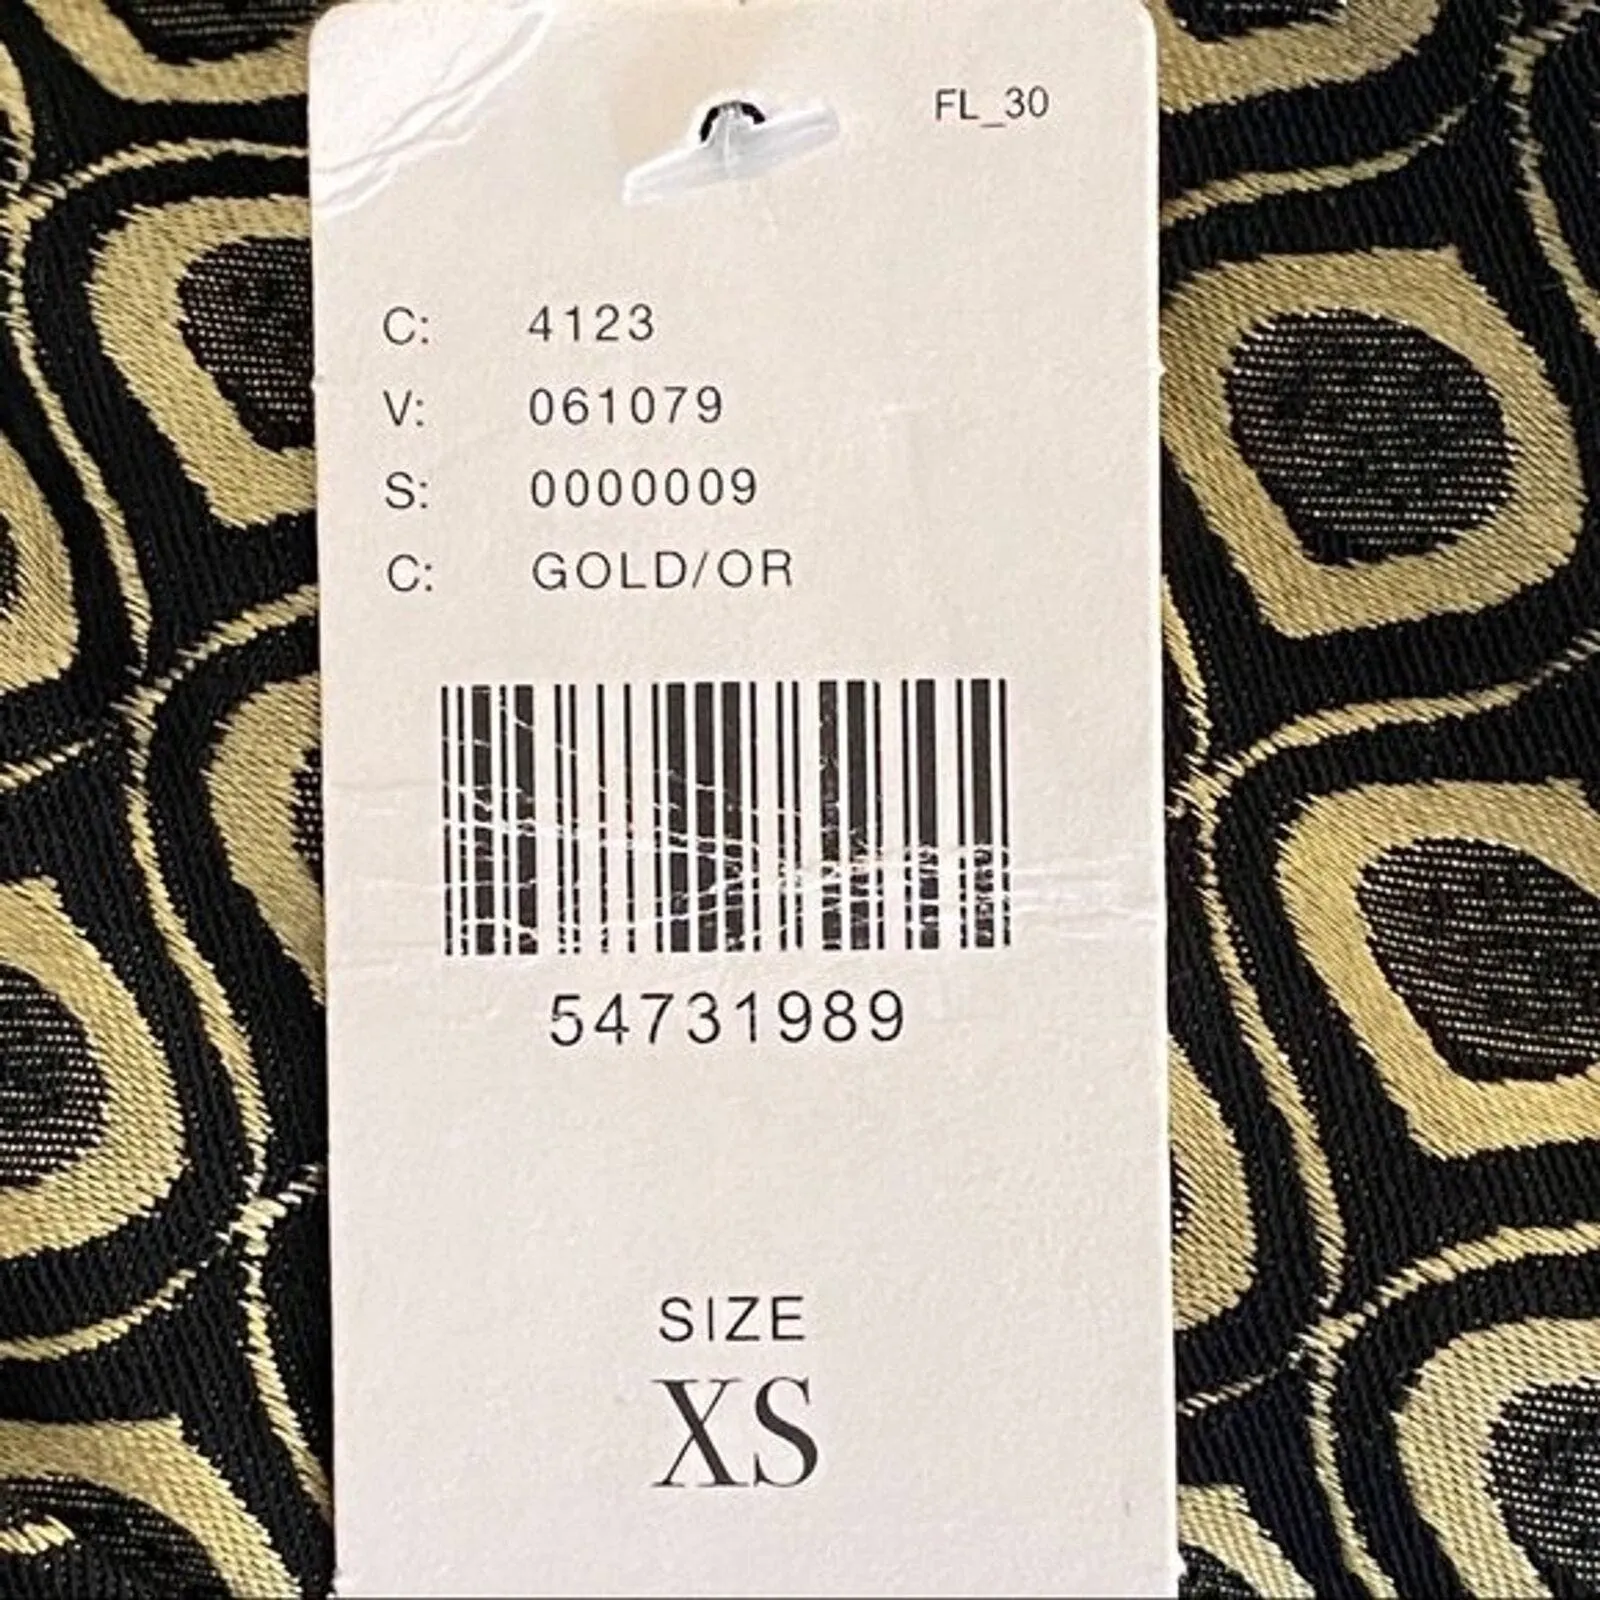 FL_30
C: 4123
V: 061079
S: 0000009
C: GOLD/OR
54731989
SIZE
XS